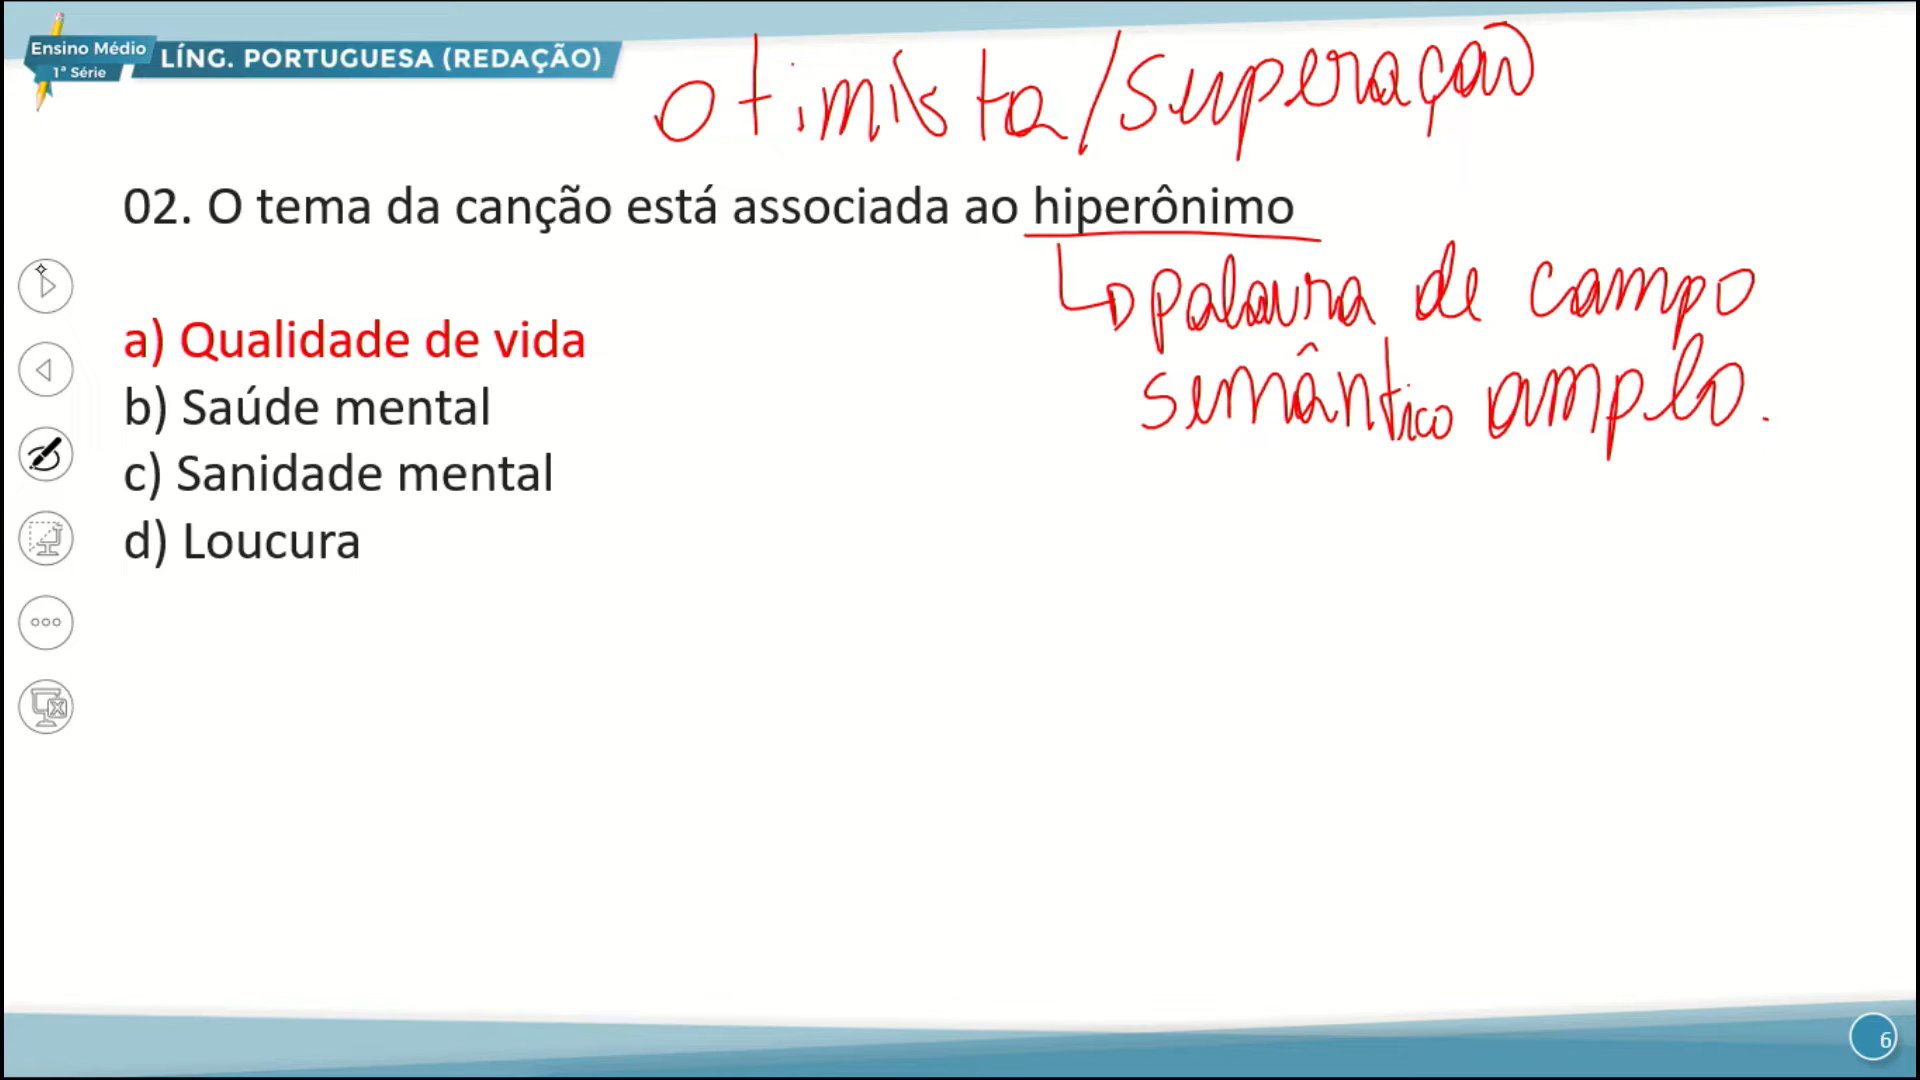 Ensino Médio
1ª Série
LÍNG. PORTUGUESA (REDAÇÃO)
otimista/superação
02. O tema da canção está associada ao hiperônimo
palavra de campo
semântico amplo.
a) Qualidade de vida
b) Saúde mental
c) Sanidade mental
d) Loucura
6